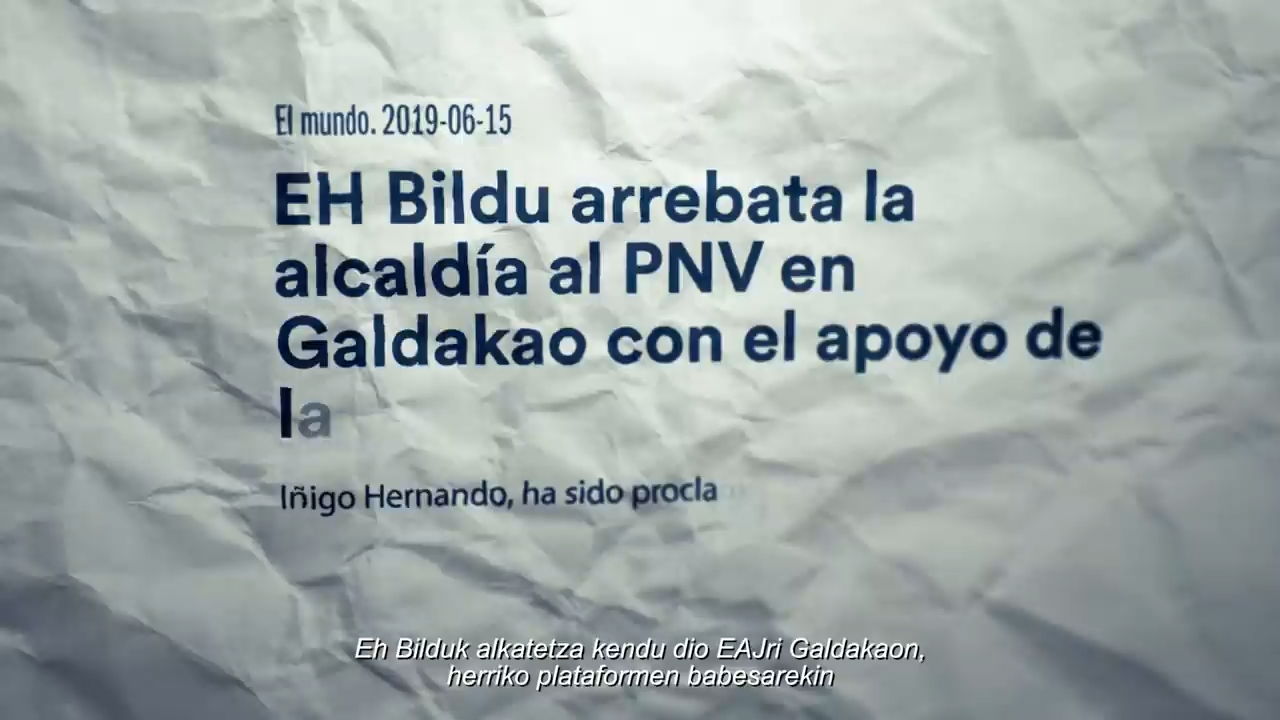 El mundo. 2019-06-15
EH Bildu arrebata la
alcaldía al PNV en
Galdakao con el apoyo de
la
Iñigo Hernando, ha sido procla
Eh Bilduk alkatetza kendu dio EAJri Galdakaon,
herriko plataformen babesarekin